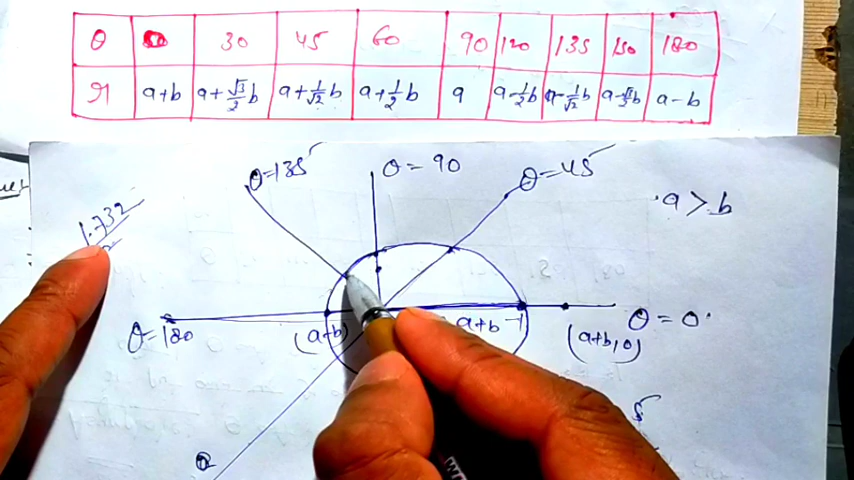 θ 30 45 60 90 120 135 150 180
r a+b a+√3/2 b a+1/√2 b a+1/2 b a a-1/2 b a-1/√2 b a-√3/2 b a-b
θ=135 θ=90 θ=45
1.732
a>b
θ=180 (a-b) a+b (a+b,0) θ=0